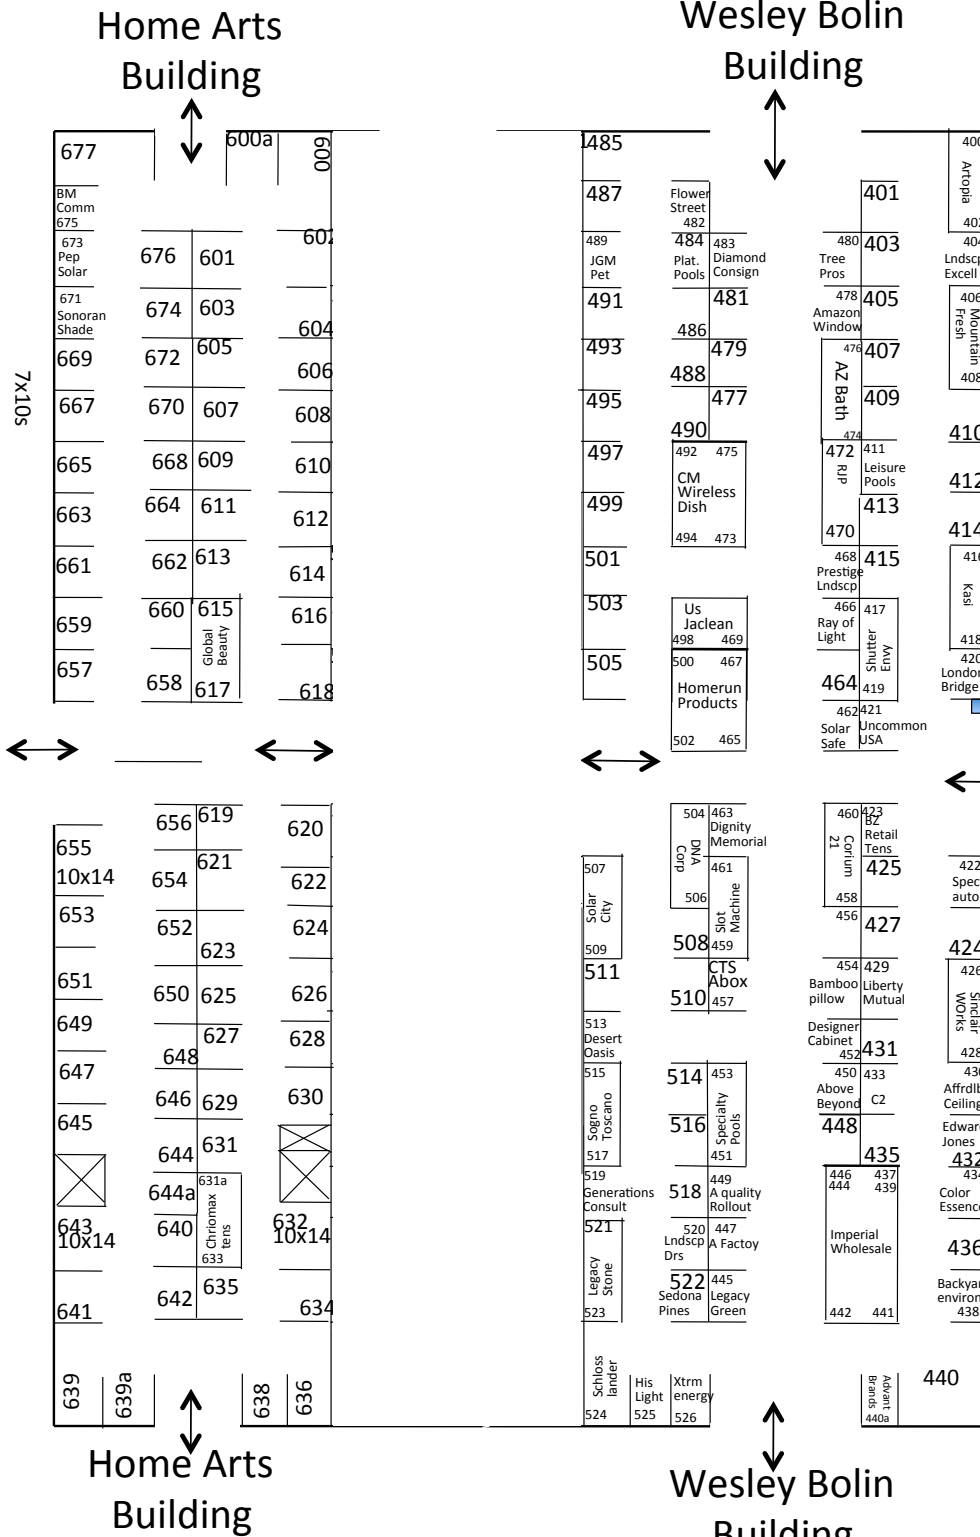 Home Arts
Building
Wesley Bolin
Building
677
600a
600
BM
Comm
675
602
673
Pep
Solar
676
601
671
Sonoran
Shade
674
603
604
669
672
605
606
7x10s
667
670
607
608
665
668
609
610
663
664
611
612
661
662
613
614
659
660
615
Global
Beauty
616
657
658
617
618
656
619
620
655
10x14
654
621
622
653
652
623
624
651
650
625
626
649
648
627
628
647
646
629
630
645
644
631
644a
631a
Chriomax
tens
633
643
10x14
640
632
10x14
641
642
635
634
639
639a
638
636
Home Arts
Building
485
487
Flower
Street
482
401
400
Artopia
402
489
JGM
Pet
484
Plat.
Pools
483
Diamond
Consign
480
Tree
Pros
403
404
Lndscp
Excell
491
486
481
478
Amazon
Window
405
406
Mountain
Fresh
408
493
488
479
476
AZ Bath
474
407
495
490
477
409
410
497
492
475
CM
Wireless
Dish
494
473
472
RJP
470
411
Leisure
Pools
412
499
413
414
501
468
Prestige
Lndscp
415
416
Kasi
418
503
Us
Jaclean
498
469
466
Ray of
Light
417
Shutter
Envy
419
505
500
467
Homerun
Products
502
465
464
420
London
Bridge
462
Solar
Safe
421
Uncommon
USA
504
DNA
Corp
506
463
Dignity
Memorial
460
Corium
21
458
423
BZ
Retail
Tens
507
Solar
City
509
461
Slot
Machine
459
425
422
auto
508
456
427
424
511
510
CTS
Abox
457
454
Bamboo
pillow
429
Liberty
Mutual
426
Sinclair
WOrks
428
513
Desert
Oasis
Designer
Cabinet
452
431
515
Sogno
Toscano
517
514
453
Specialty
Pools
451
450
Above
Beyond
433
C2
430
Ceiling
516
448
435
Jones
432
519
Generations
Consult
518
449
A quality
Rollout
446
444
437
439
Imperial
Wholesale
442
441
434
Color
521
Legacy
Stone
523
520
Lndscp
Drs
447
A Factoy
436
522
Sedona
Pines
445
Legacy
Green
438
Schloss
lander
524
His
Light
525
Xtrm
energy
526
Advant
Brands
440a
440
Wesley Bolin
Building